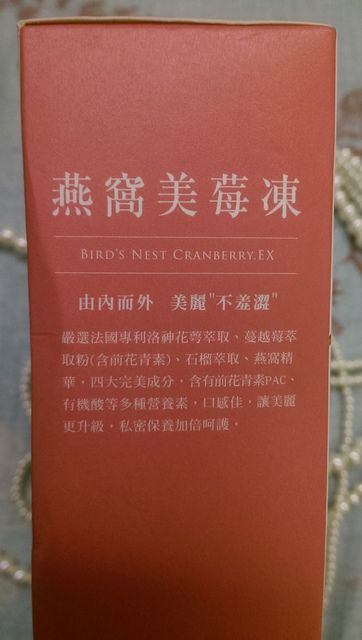 燕窩美莓凍
BIRD'S NEST CRANBERRY.EX
由內而外 美麗"不羞澀"
嚴選法國專利洛神花萼萃取、蔓越莓萃
取粉(含前花青素)、石榴萃取、燕窩精
華，四大完美成分，含有前花青素PAC、
有機酸等多種營養素，口感佳，讓美麗
更升級。私密保養加倍呵護。